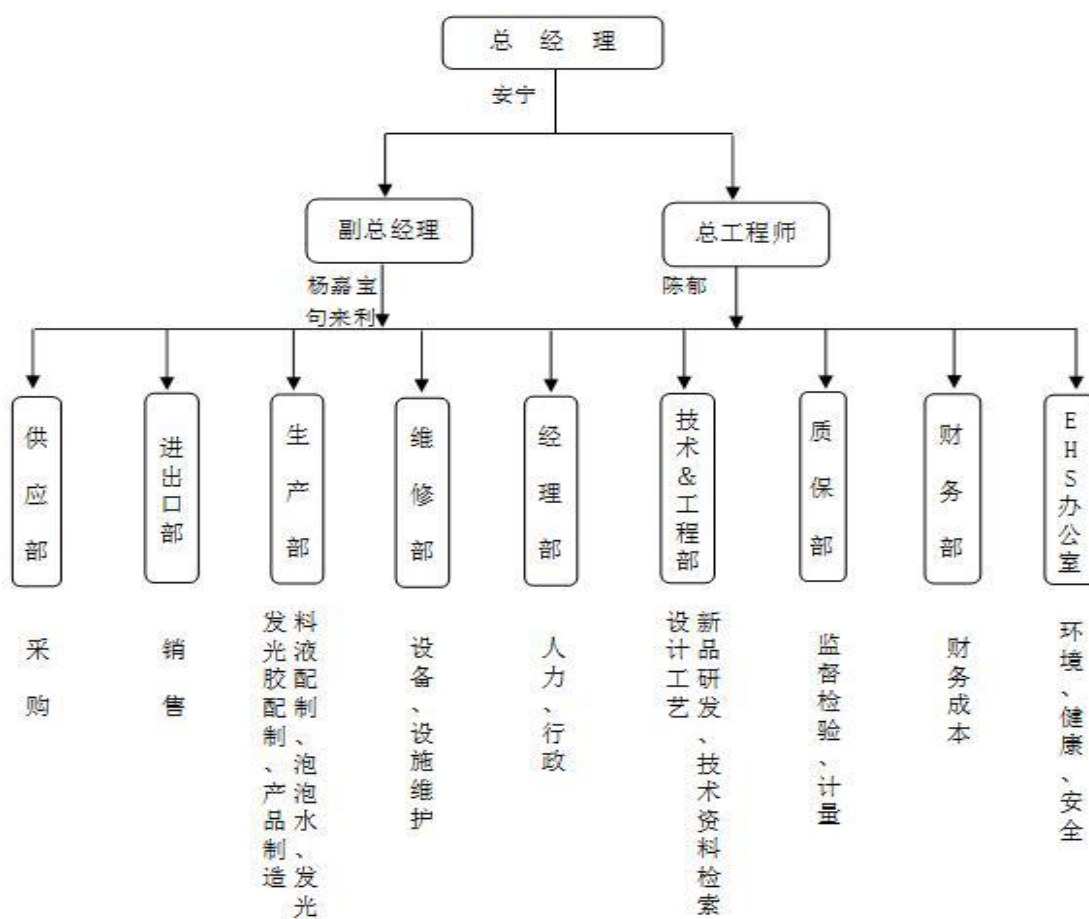 总 经 理
安宁
副总经理
总工程师
杨嘉宝
句来利
陈郁
供应部
进出口部
生产部
维修部
经理部
技术&工程部
质保部
财务部
EHS办公室
采购
销售
料液配制、泡泡水、发光
发光胶配制、产品制造
设备、设施维护
人力、行政
新品研发、技术资料检索
设计工艺
监督检验、计量
财务成本
环境、健康、安全